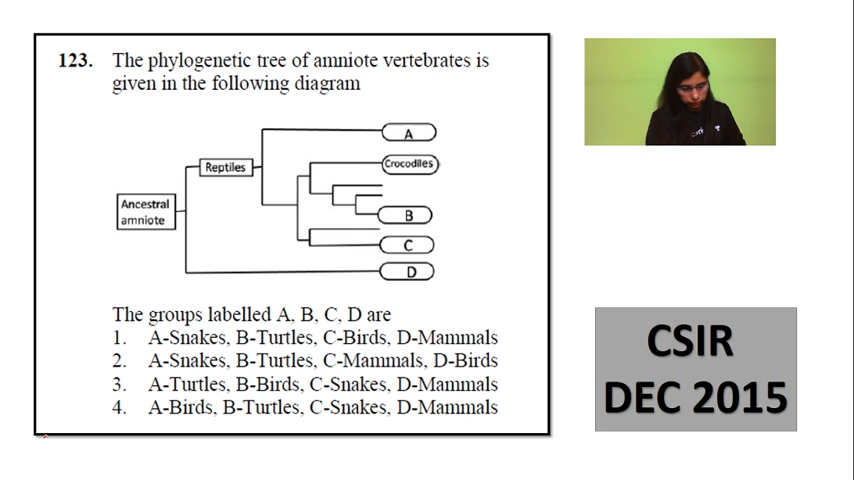 123. The phylogenetic tree of amniote vertebrates is
given in the following diagram
A
Reptiles
Crocodiles
Ancestral
amniote
B
C
D
The groups labelled A, B, C, D are
1. A-Snakes, B-Turtles, C-Birds, D-Mammals
2. A-Snakes, B-Turtles, C-Mammals, D-Birds
3. A-Turtles, B-Birds, C-Snakes, D-Mammals
4. A-Birds, B-Turtles, C-Snakes, D-Mammals
CSIR
DEC 2015